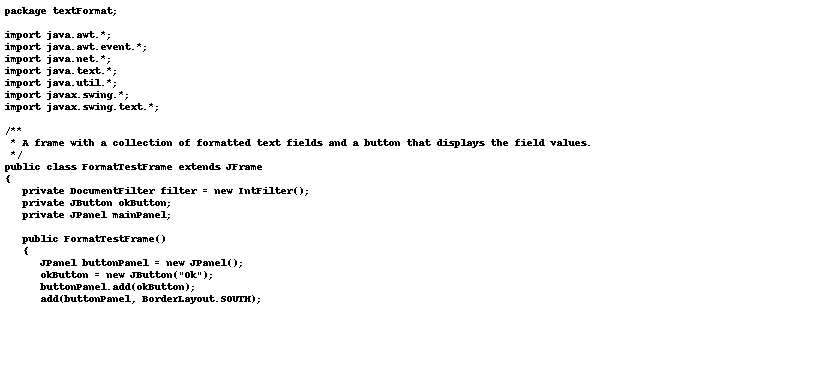 package textFormat;

import java.awt.*;
import java.awt.event.*;
import java.net.*;
import java.text.*;
import java.util.*;
import javax.swing.*;
import javax.swing.text.*;

/**
 * A frame with a collection of formatted text fields and a button that displays the field values.
 */
public class FormatTestFrame extends JFrame
{
   private DocumentFilter filter = new IntFilter();
   private JButton okButton;
   private JPanel mainPanel;

   public FormatTestFrame()
   {
      JPanel buttonPanel = new JPanel();
      okButton = new JButton("Ok");
      buttonPanel.add(okButton);
      add(buttonPanel, BorderLayout.SOUTH);